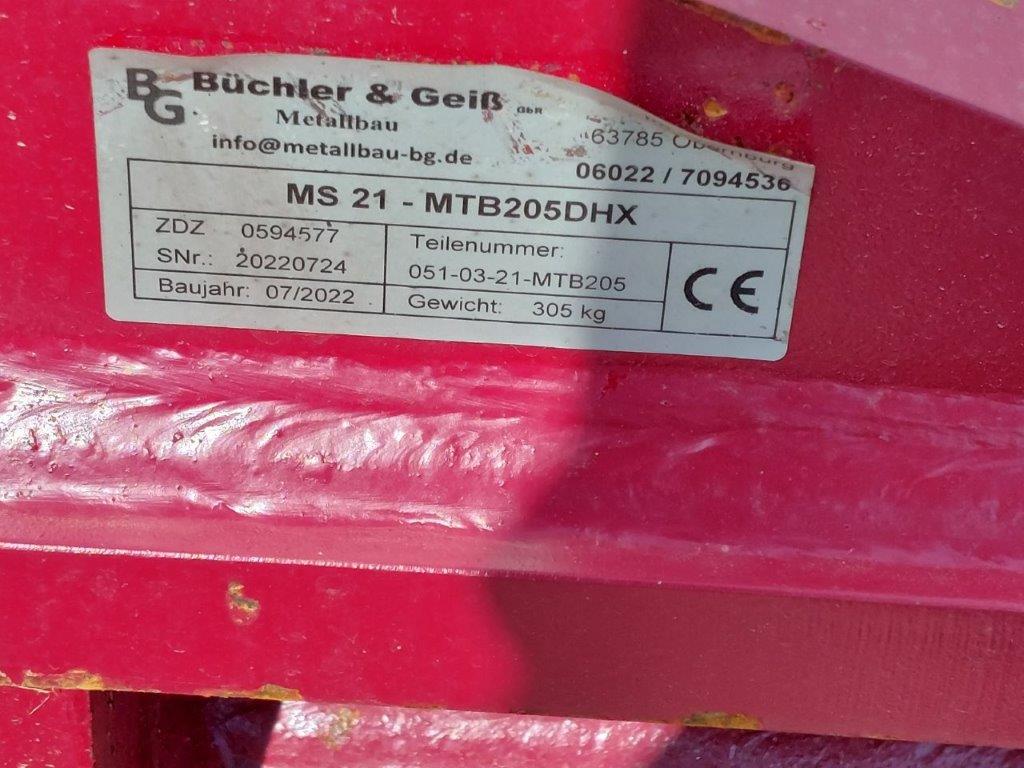 BG Büchler & Geiß GbR
Metallbau
info@metallbau-bg.de
63785 Obernburg
06022 / 7094536
MS 21 - MTB205DHX
ZDZ 0594577
SNr.: 20220724
Baujahr: 07/2022
Teilenummer:
051-03-21-MTB205
Gewicht: 305 kg
CE